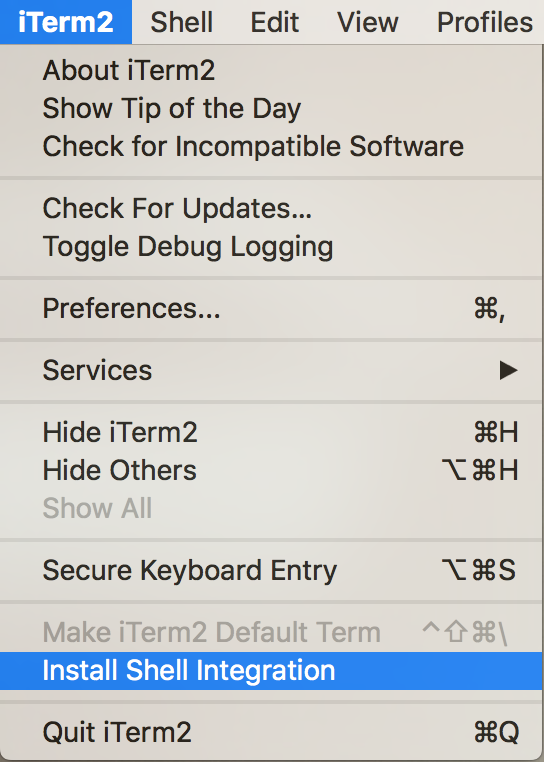 iTerm2 Shell Edit View Profiles
About iTerm2
Show Tip of the Day
Check for Incompatible Software
Check For Updates...
Toggle Debug Logging
Preferences... ⌘,
Services ▶
Hide iTerm2 ⌘H
Hide Others ⌥⌘H
Show All
Secure Keyboard Entry ⌥⌘S
Make iTerm2 Default Term ^⇧⌘\
Install Shell Integration
Quit iTerm2 ⌘Q